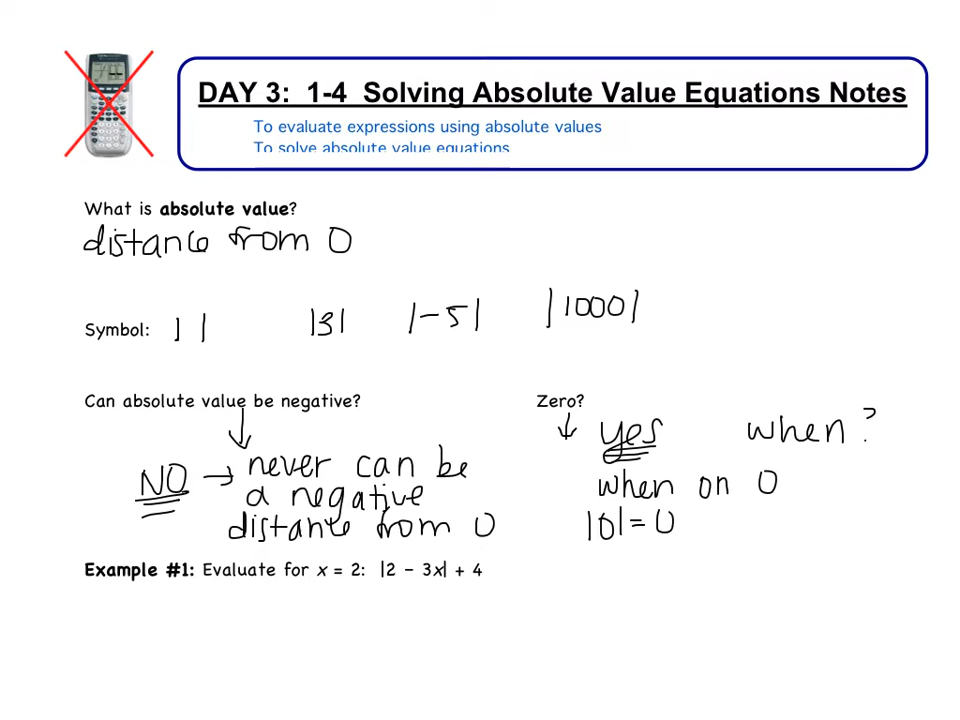 DAY 3: 1-4 Solving Absolute Value Equations Notes
To evaluate expressions using absolute values
To solve absolute value equations
What is absolute value?
distance from 0
Symbol: | | |3| |-5| |1000|
Can absolute value be negative? Zero?
NO → never can be a negative distance from 0
yes when?
when on 0
|0| = 0
Example #1: Evaluate for x = 2: |2 − 3x| + 4